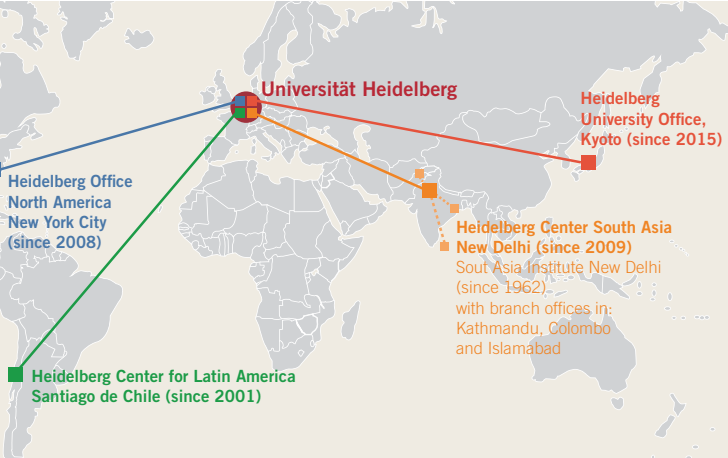 Universität Heidelberg
Heidelberg
University Office,
Kyoto (since 2015)
Heidelberg Office
North America
New York City
(since 2008)
Heidelberg Center South Asia
New Delhi (since 2009)
Sout Asia Institute New Delhi
(since 1962)
with branch offices in:
Kathmandu, Colombo
and Islamabad
Heidelberg Center for Latin America
Santiago de Chile (since 2001)